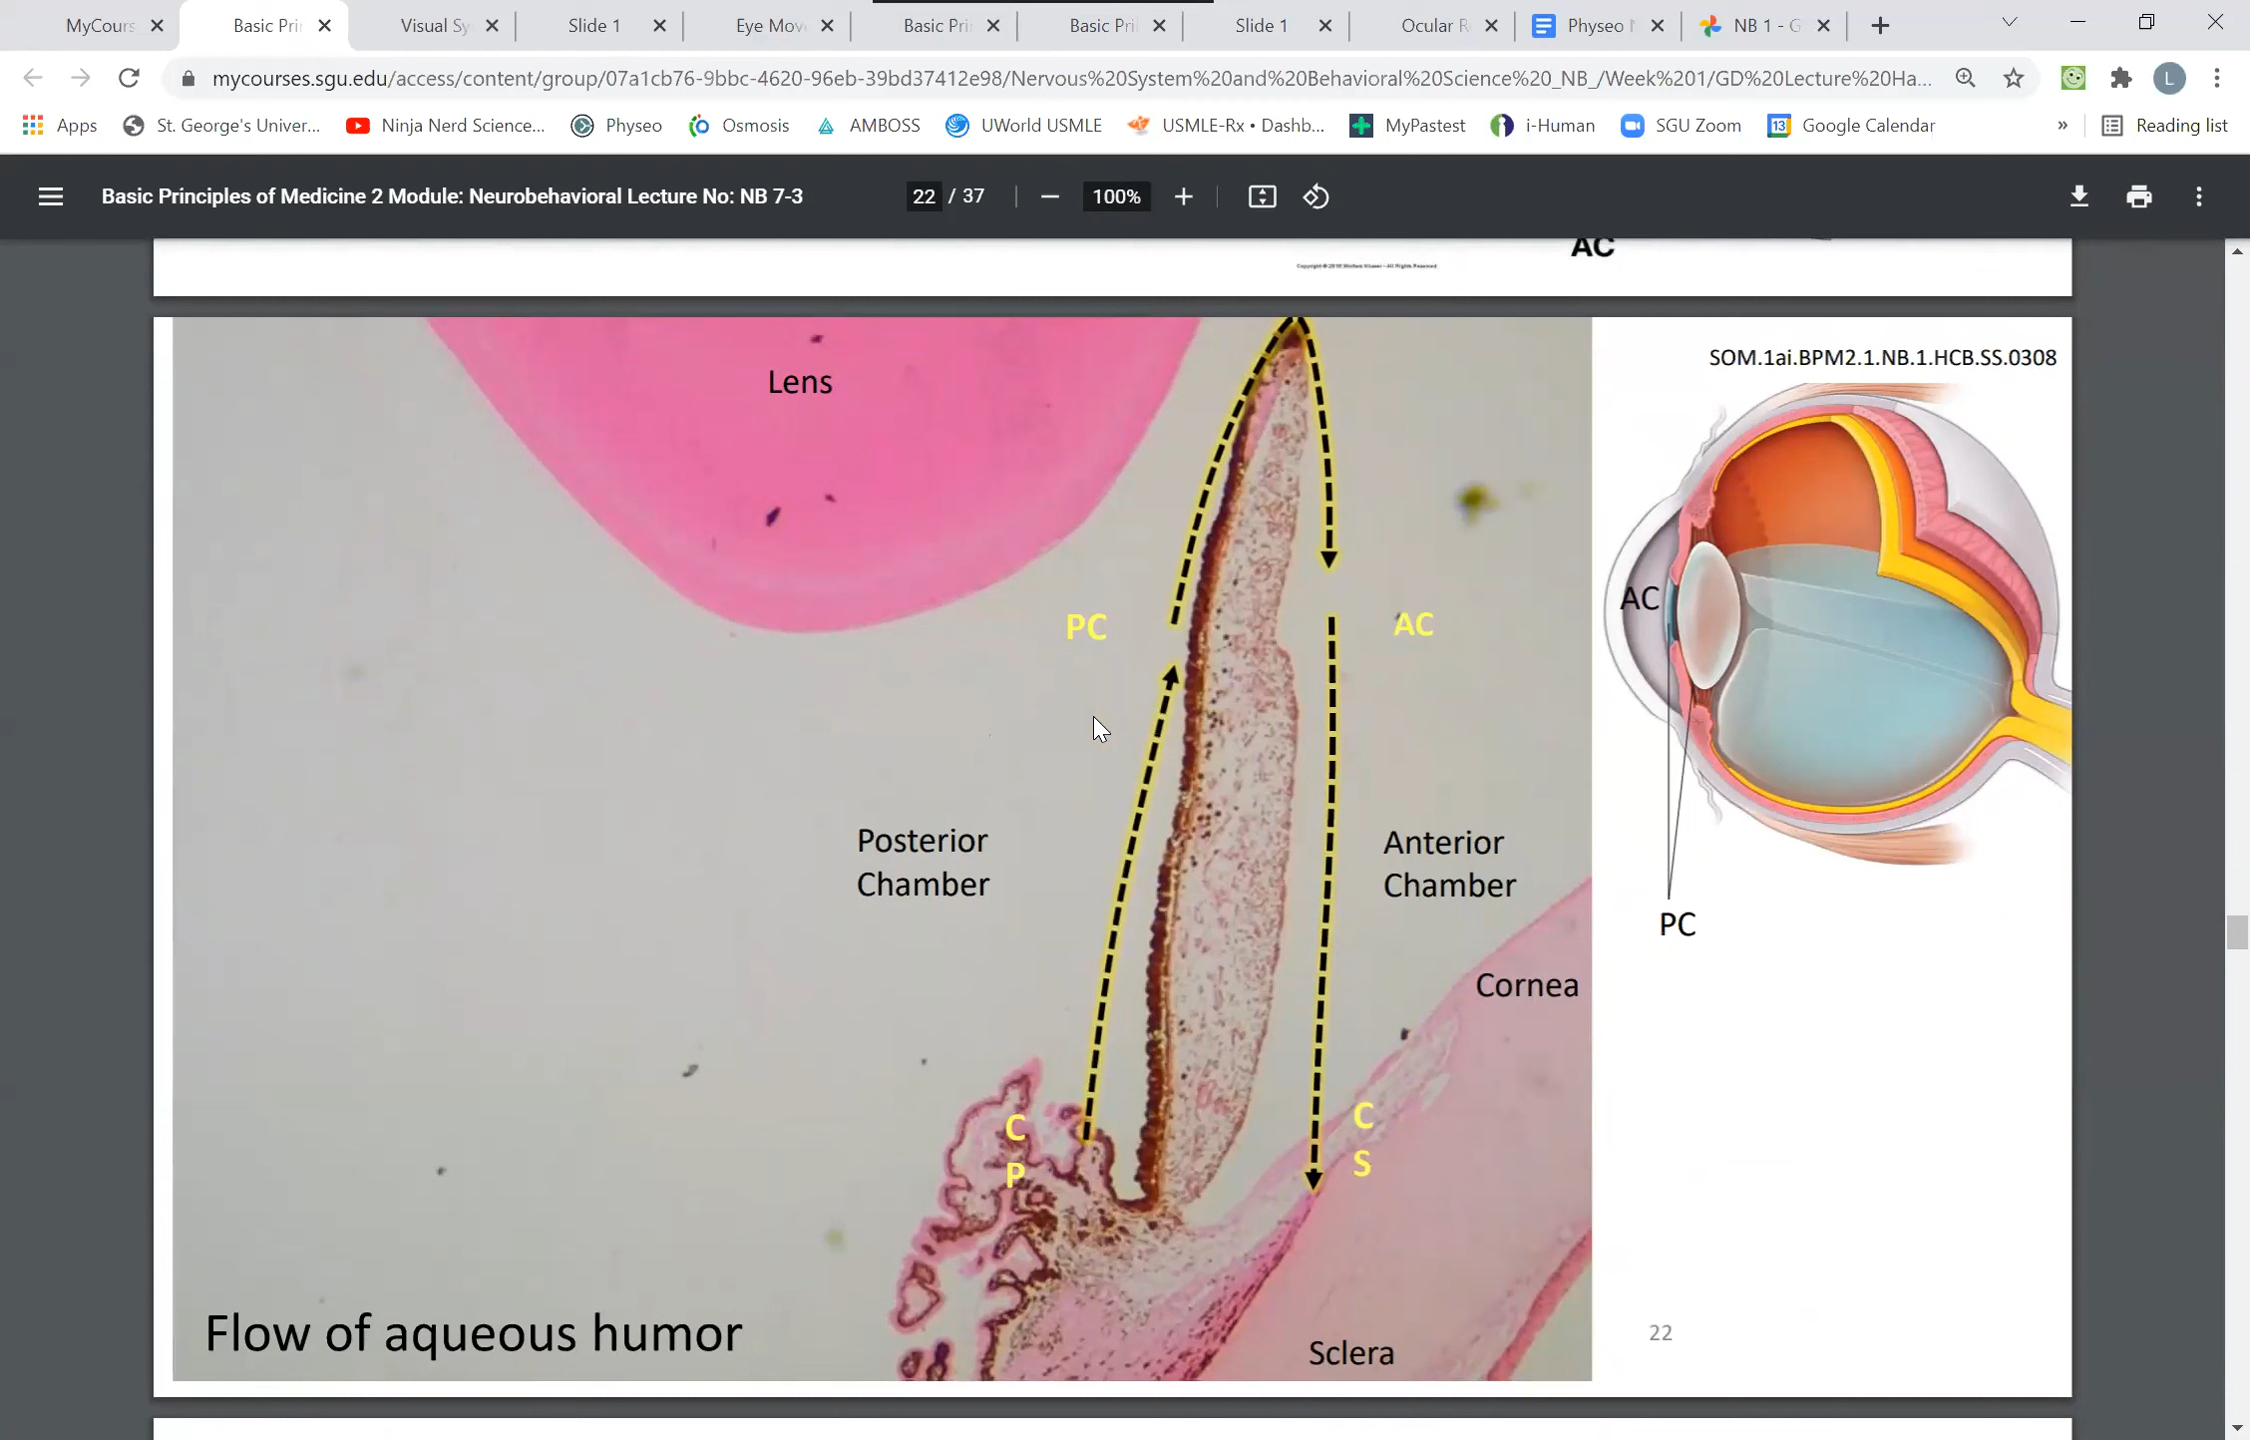 MyCours
Basic Prin
Visual Sy
Slide 1
Eye Mov
Basic Prin
Basic Pri
Slide 1
Ocular R
Physeo N
NB 1 - G
mycourses.sgu.edu/access/content/group/07a1cb76-9bbc-4620-96eb-39bd37412e98/Nervous%20System%20and%20Behavioral%20Science%20_NB_/Week%201/GD%20Lecture%20Ha...
L
Apps
St. George's Univer...
Ninja Nerd Science...
Physeo
Osmosis
AMBOSS
UWorld USMLE
USMLE-Rx • Dashb...
MyPastest
i-Human
SGU Zoom
13
Google Calendar
»
Reading list
Basic Principles of Medicine 2 Module: Neurobehavioral Lecture No: NB 7-3
22 / 37
100%
AC
Lens
SOM.1ai.BPM2.1.NB.1.HCB.SS.0308
AC
PC
AC
Posterior
Chamber
Anterior
Chamber
PC
Cornea
C
P
C
S
Flow of aqueous humor
Sclera
22